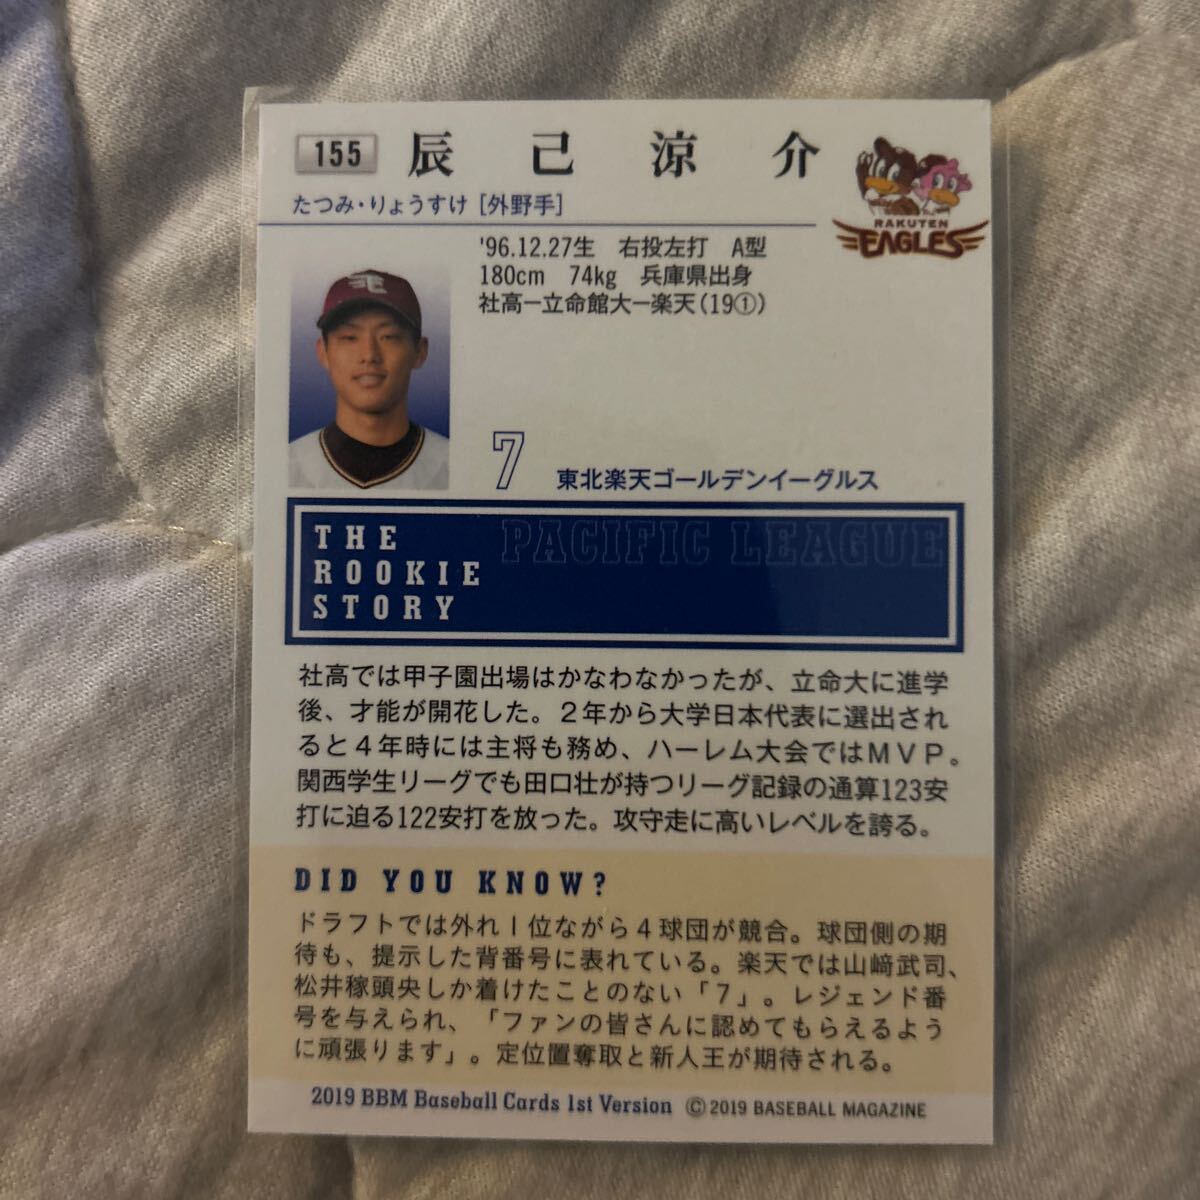 155 辰己涼介
たつみ・りょうすけ [外野手]
RAKUTEN
EAGLES
'96.12.27生 右投左打 A型
180cm 74kg 兵庫県出身
社高ー立命館大ー楽天(19①)
7 東北楽天ゴールデンイーグルス
PACIFIC LEAGUE
THE
ROOKIE
STORY
社高では甲子園出場はかなわなかったが、立命大に進学
後、才能が開花した。2年から大学日本代表に選出され
ると4年時には主将も務め、ハーレム大会ではMVP。
関西学生リーグでも田口壮が持つリーグ記録の通算123安
打に迫る122安打を放った。攻守走に高いレベルを誇る。
DID YOU KNOW?
ドラフトでは外れ1位ながら4球団が競合。球団側の期
待も、提示した背番号に表れている。楽天では山﨑武司、
松井稼頭央しか着けたことのない「7」。レジェンド番
号を与えられ、「ファンの皆さんに認めてもらえるよう
に頑張ります」。定位置奪取と新人王が期待される。
2019 BBM Baseball Cards 1st Version ©2019 BASEBALL MAGAZINE